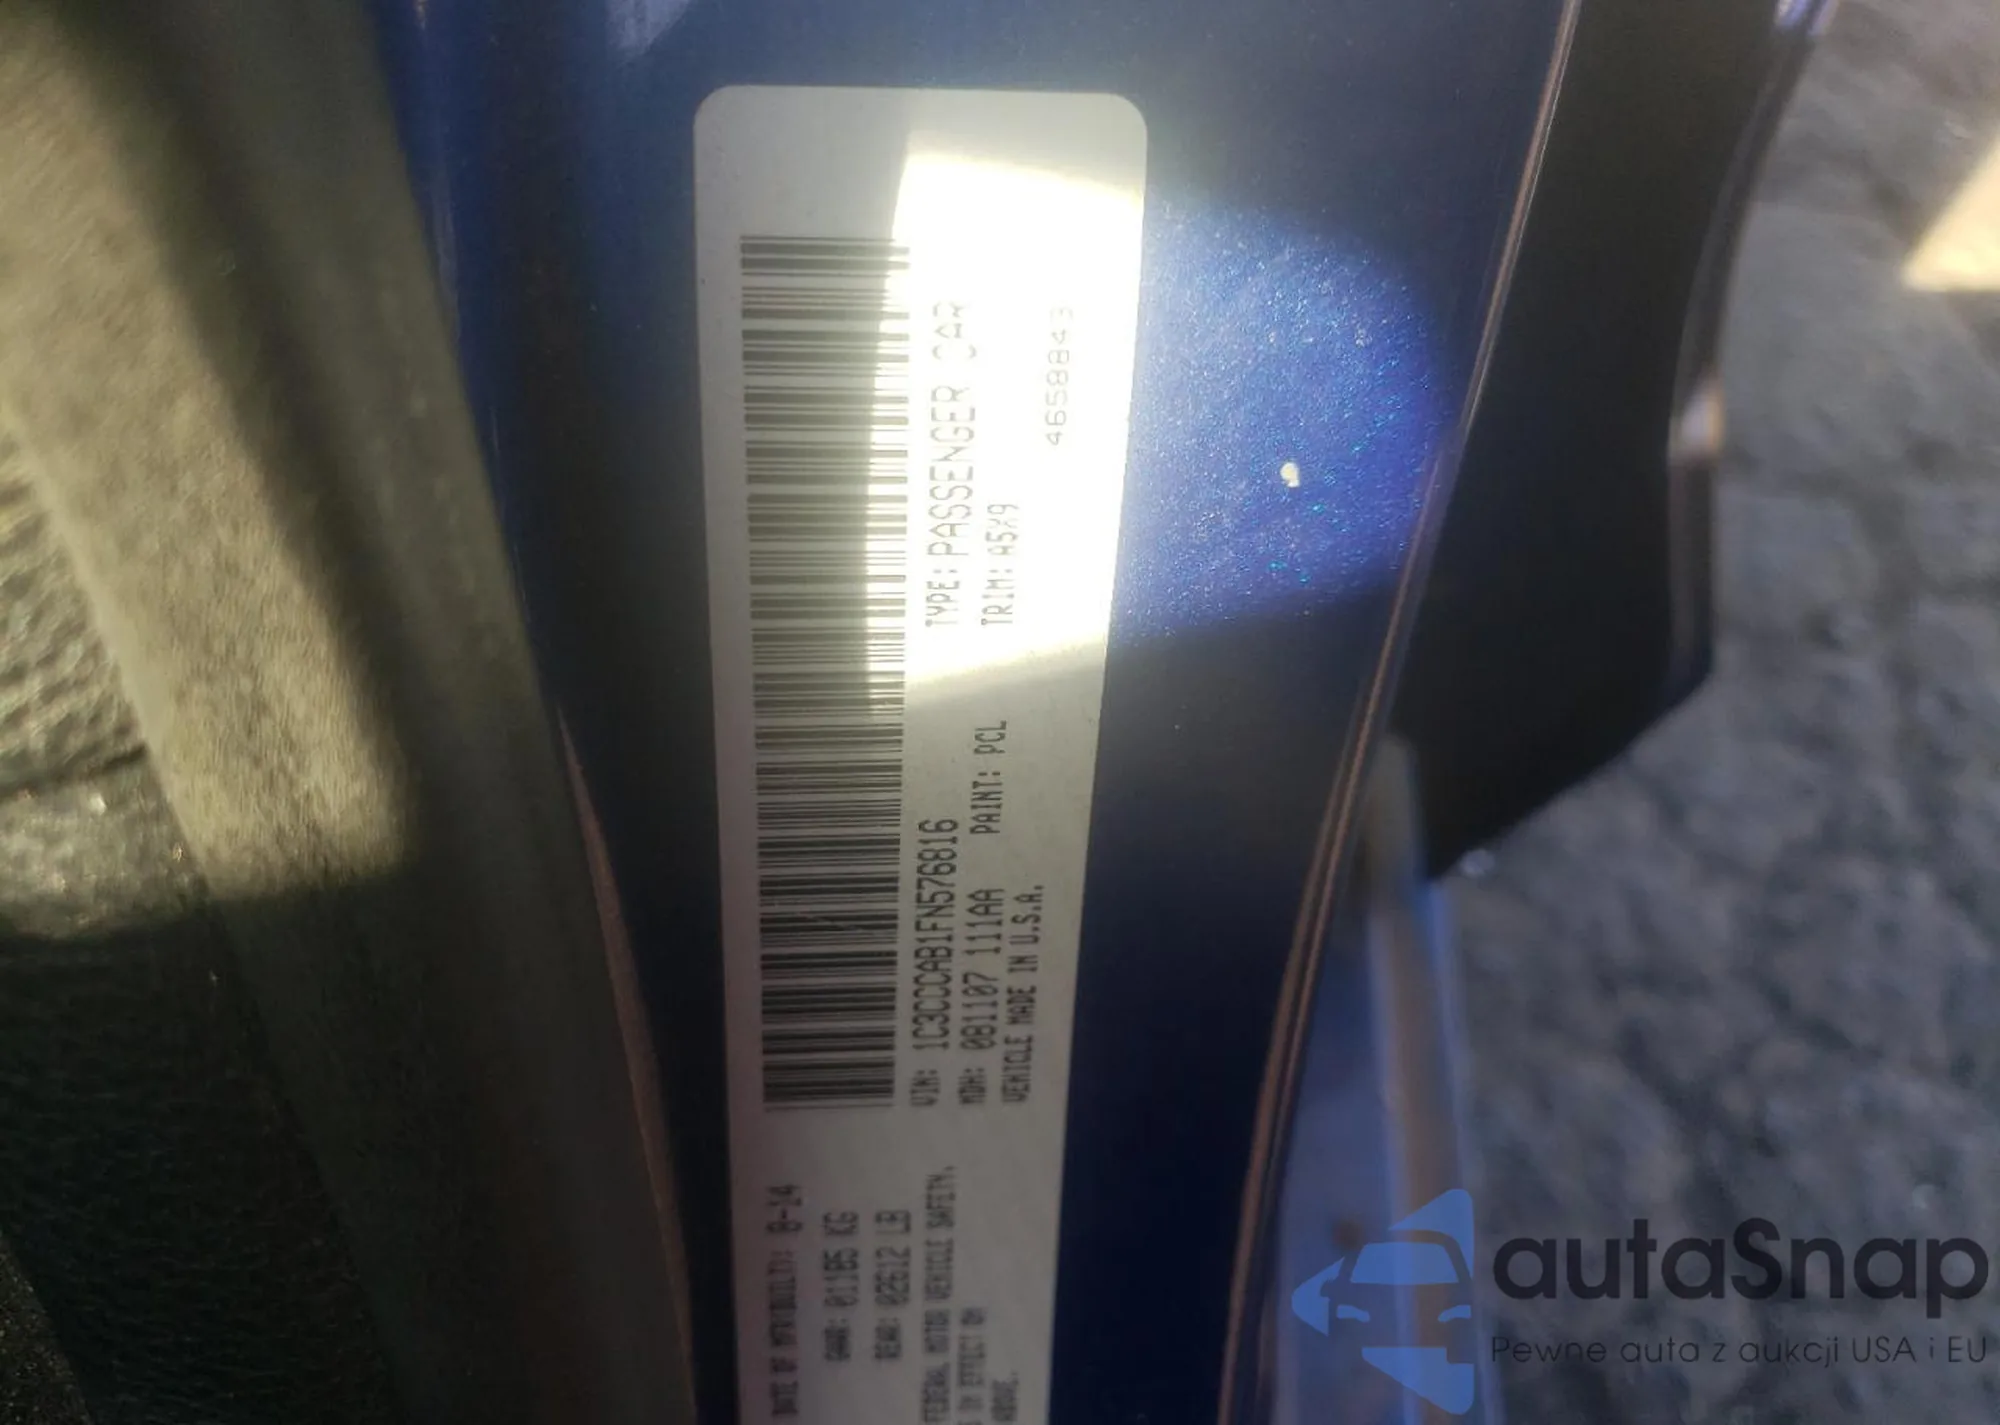 DATE OF MFR
8-14
GAWR: 01185 KG
REAR: 02612 LB
FEDERAL MOTOR VEHICLE SAFETY,
IN EFFECT ON
ABOVE.
VIN: 1C3CCCAB1FN576816
TYPE: PASSENGER CAR
MDH: 081107 111AA
PAINT: PCL
TRIM: A5X9
VEHICLE MADE IN U.S.A.
4658843
autaSnap
Pewne auta z aukcji USA i EU